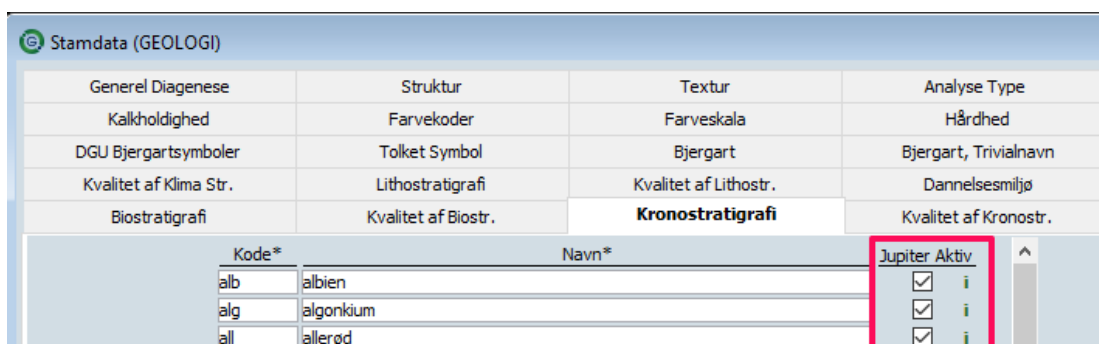 Stamdata (GEOLOGI)
Generel Diagenese Struktur Textur Analyse Type
Kalkholdighed Farvekoder Farveskala Hårdhed
DGU Bjergartsymboler Tolket Symbol Bjergart Bjergart, Trivialnavn
Kvalitet af Klima Str. Lithostratigrafi Kvalitet af Lithostr. Dannelsesmiljø
Biostratigrafi Kvalitet af Biostr. Kronostratigrafi Kvalitet af Kronostr.
Kode* Navn* Jupiter Aktiv
alb albien i
alg algonkium i
all allerød i